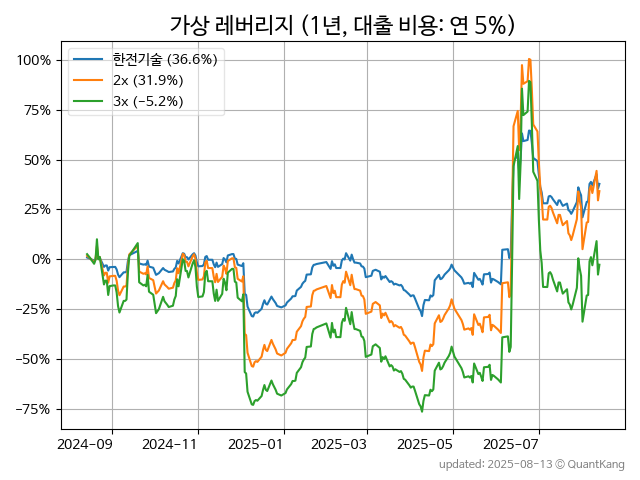 가상 레버리지 (1년, 대출 비용: 연 5%)
한전기술 (36.6%)
2x (31.9%)
3x (−5.2%)
100%
75%
50%
25%
0%
−25%
−50%
−75%
2024-09 2024-11 2025-01 2025-03 2025-05 2025-07
updated: 2025-08-13 © QuantKang